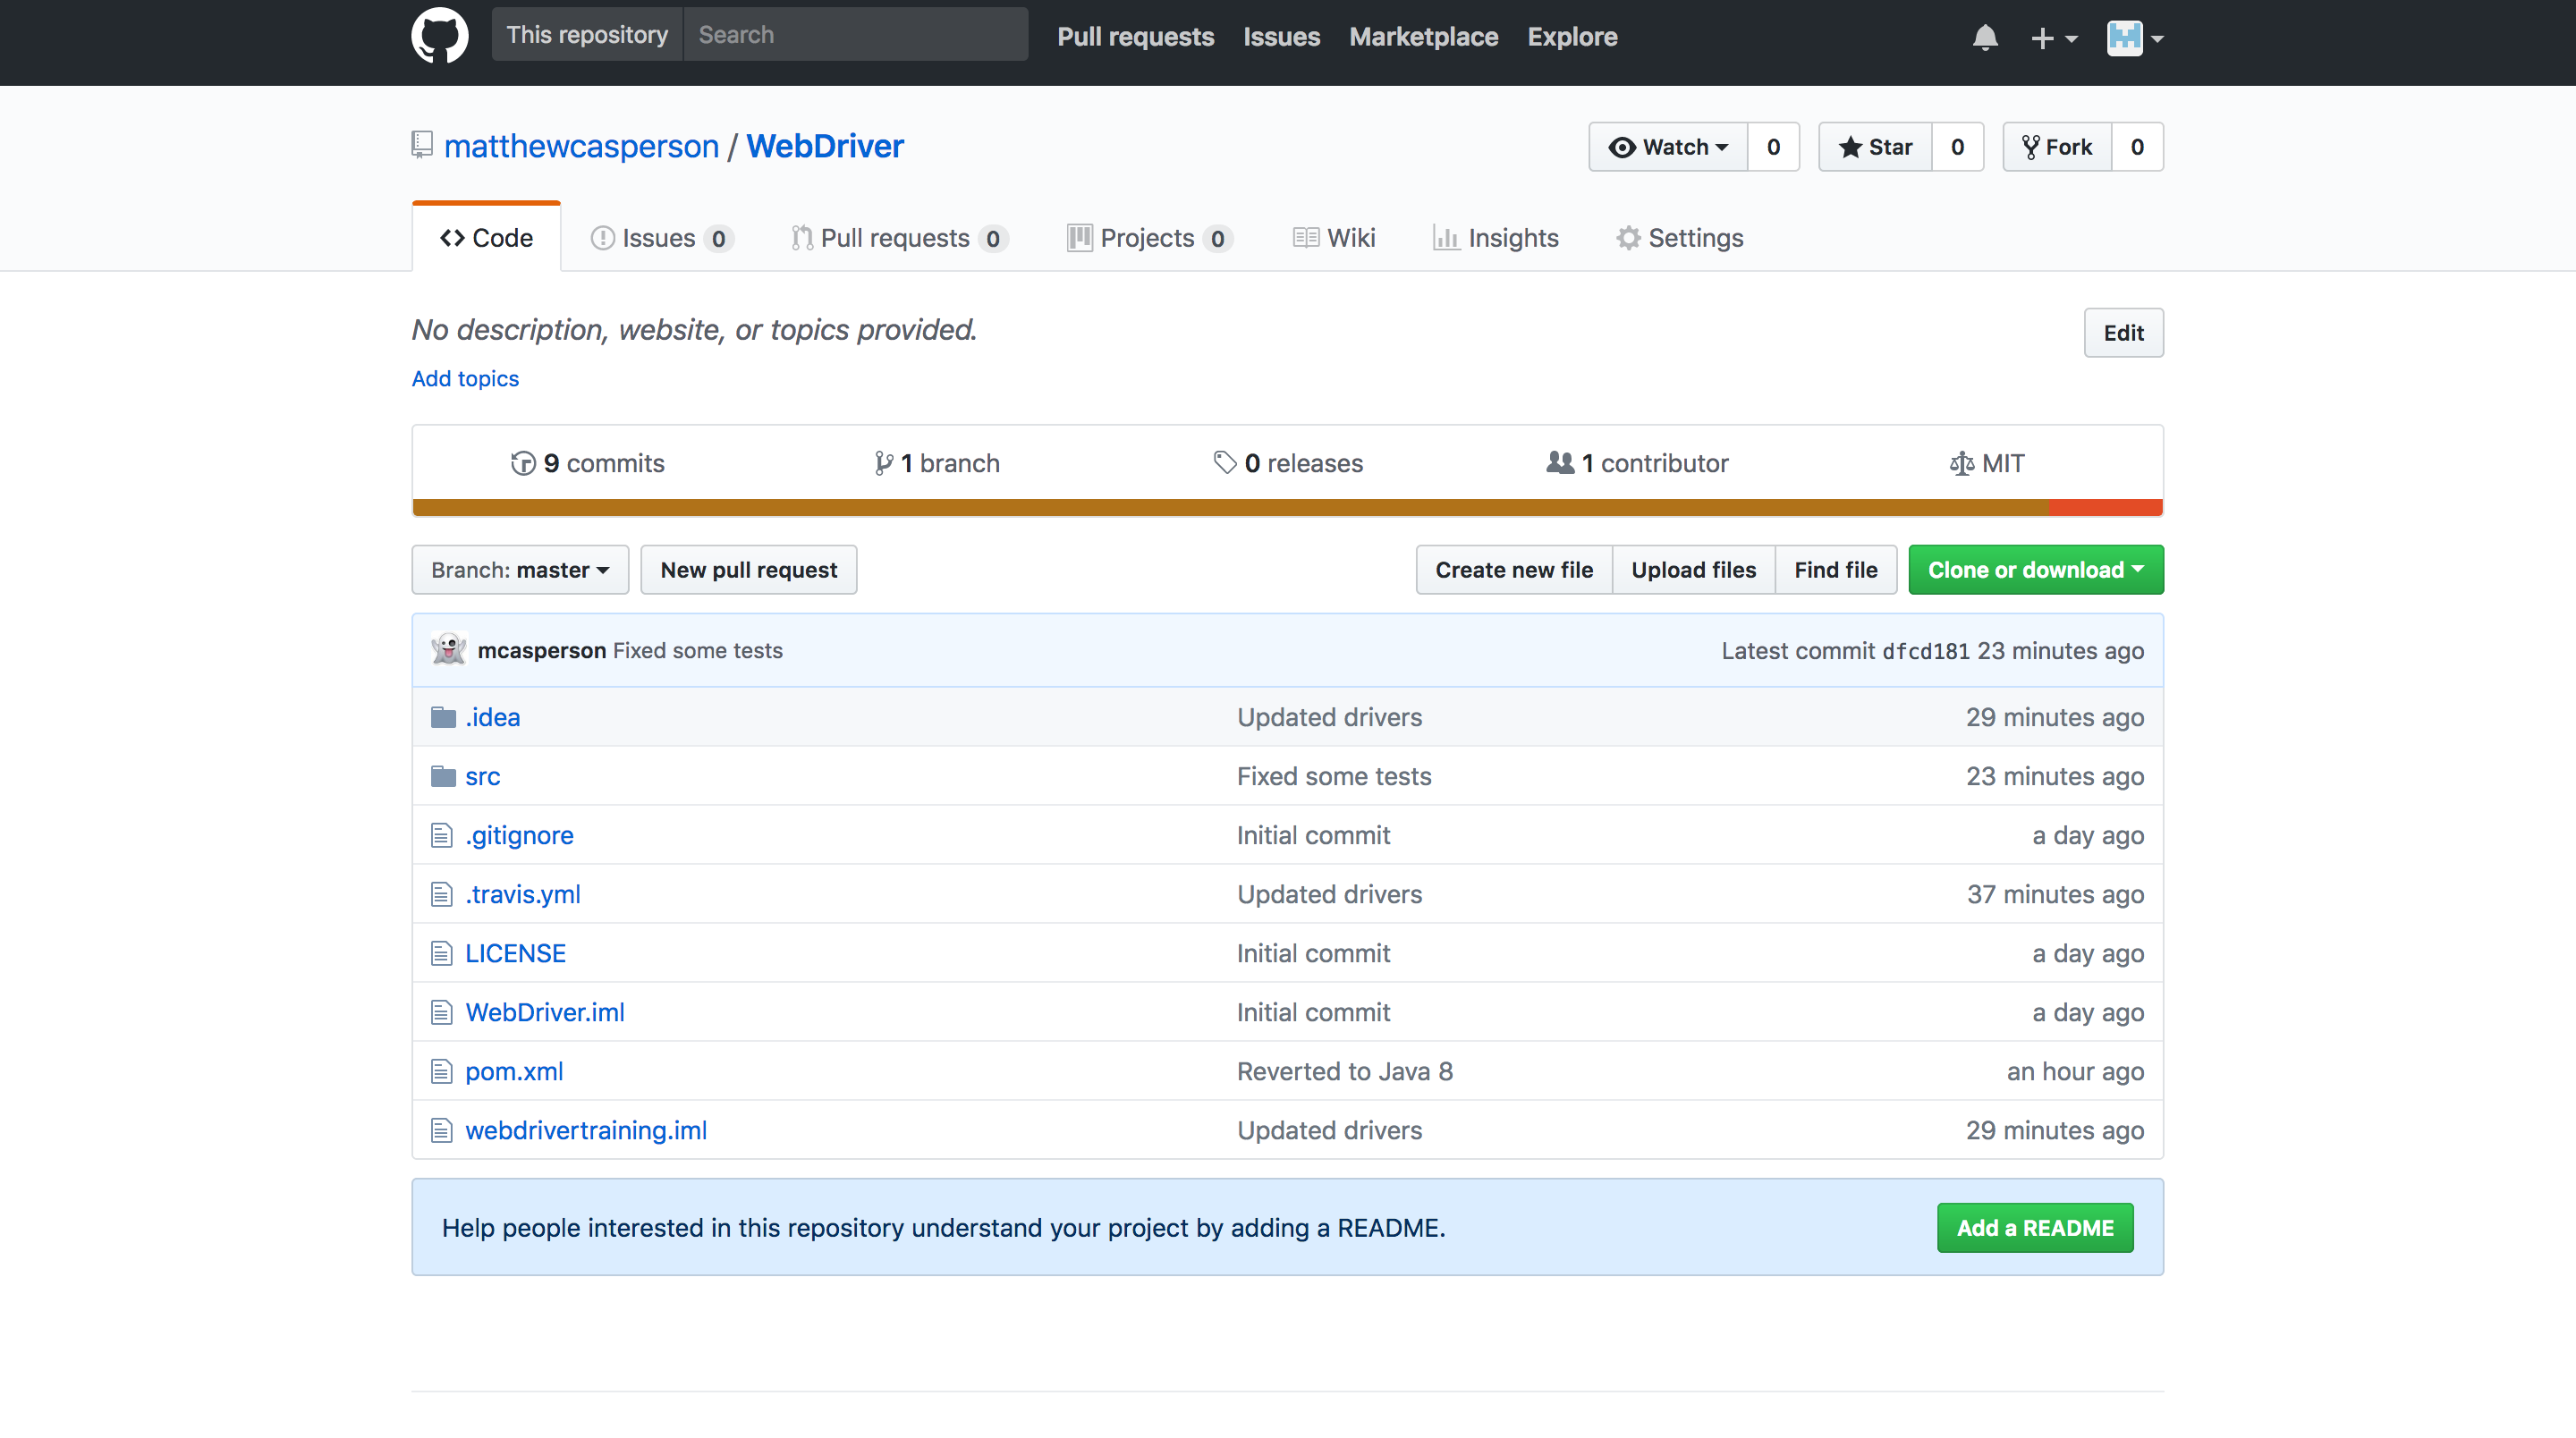 This repository Search Pull requests Issues Marketplace Explore
matthewcasperson / WebDriver Watch 0 Star 0 Fork 0
Code Issues 0 Pull requests 0 Projects 0 Wiki Insights Settings
No description, website, or topics provided. Edit
Add topics
9 commits 1 branch 0 releases 1 contributor MIT
Branch: master New pull request Create new file Upload files Find file Clone or download
mcasperson Fixed some tests Latest commit dfcd181 23 minutes ago
.idea Updated drivers 29 minutes ago
src Fixed some tests 23 minutes ago
.gitignore Initial commit a day ago
.travis.yml Updated drivers 37 minutes ago
LICENSE Initial commit a day ago
WebDriver.iml Initial commit a day ago
pom.xml Reverted to Java 8 an hour ago
webdrivertraining.iml Updated drivers 29 minutes ago
Help people interested in this repository understand your project by adding a README. Add a README